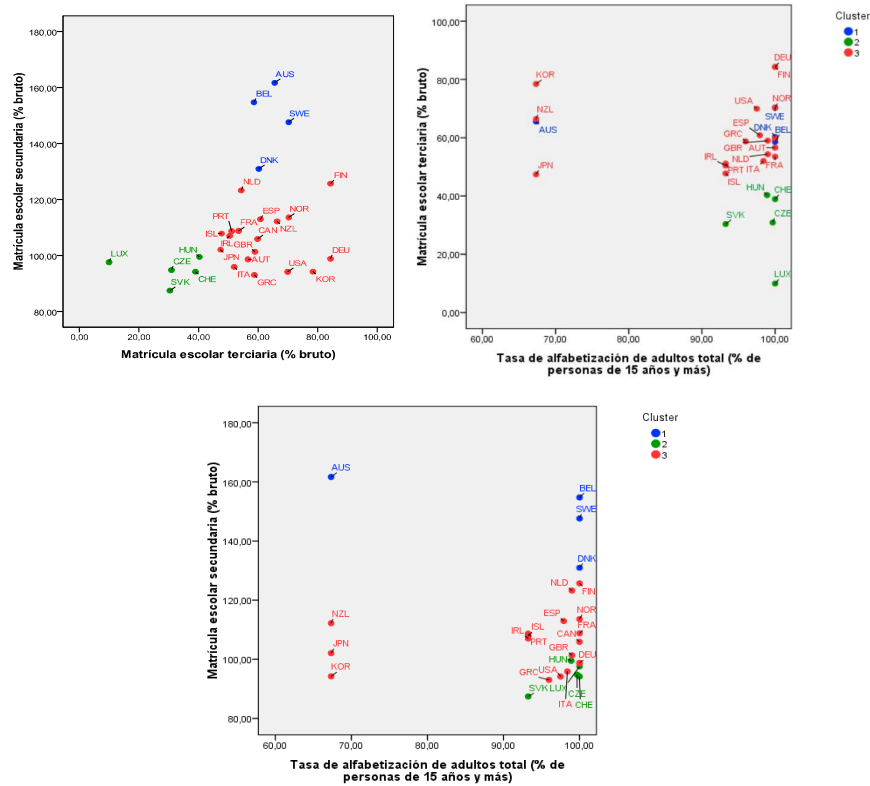 Matrícula escolar secundaria (% bruto)
180,00
160,00
140,00
120,00
100,00
80,00
AUS
BEL
SWE
DNK
NLD
FIN
PRT
ESP
NOR
ISL
FRA
CAN
NZL
IRL
GBR
HUN
JPN
AUT
DEU
LUX
CZE
ITA
USA
SVK
CHE
GRC
KOR
0,00
20,00
40,00
60,00
80,00
100,00
Matrícula escolar terciaria (% bruto)
Matrícula escolar terciaria (% bruto)
100,00
80,00
60,00
40,00
20,00
0,00
KOR
NZL
AUS
JPN
DEU
FIN
USA
NOR
SWE
ESP
DNK
BEL
GRC
GBR
AUT
IRL
NLD
PRT
ITA
FRA
ISL
HUN
CHE
SVK
CZE
LUX
60,00
70,00
80,00
90,00
100,00
Tasa de alfabetización de adultos total (% de
personas de 15 años y más)
Cluster
1
2
3
Matrícula escolar secundaria (% bruto)
180,00
160,00
140,00
120,00
100,00
80,00
AUS
BEL
SWE
DNK
NLD
FIN
NZL
ESP
NOR
IRL
ISL
FRA
PRT
CAN
JPN
GBR
HUN
DEU
KOR
GRC
USA
SVK
LUX
CZE
ITA
CHE
60,00
70,00
80,00
90,00
100,00
Tasa de alfabetización de adultos total (% de
personas de 15 años y más)
Cluster
1
2
3